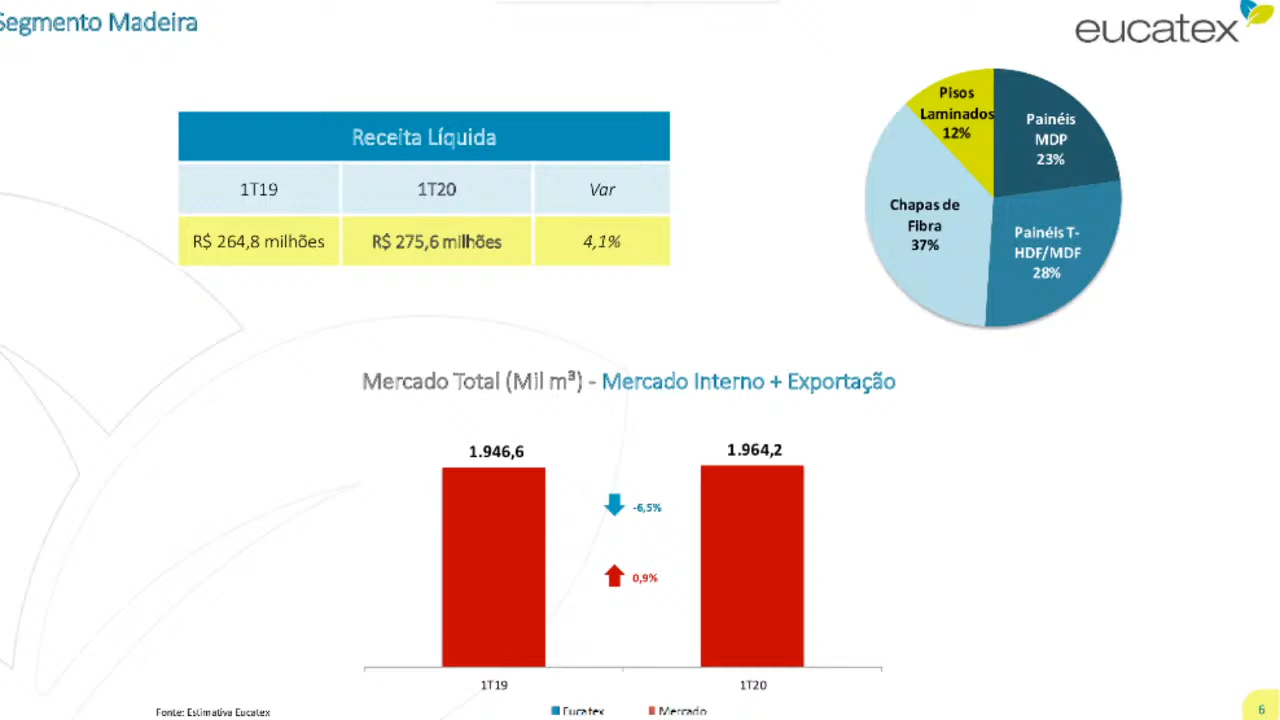 Segmento Madeira
eucatex
Receita Líquida
1T19 1T20 Var
R$ 264,8 milhões R$ 275,6 milhões 4,1%
Pisos
Laminados
12%
Painéis
MDP
23%
Chapas de
Fibra
37%
Painéis T-
HDF/MDF
28%
Mercado Total (Mil m³) - Mercado Interno + Exportação
1.946,6
1.964,2
-6,5%
0,9%
1T19 1T20
Eucatex Mercado
Fonte: Estimativa Eucatex
6